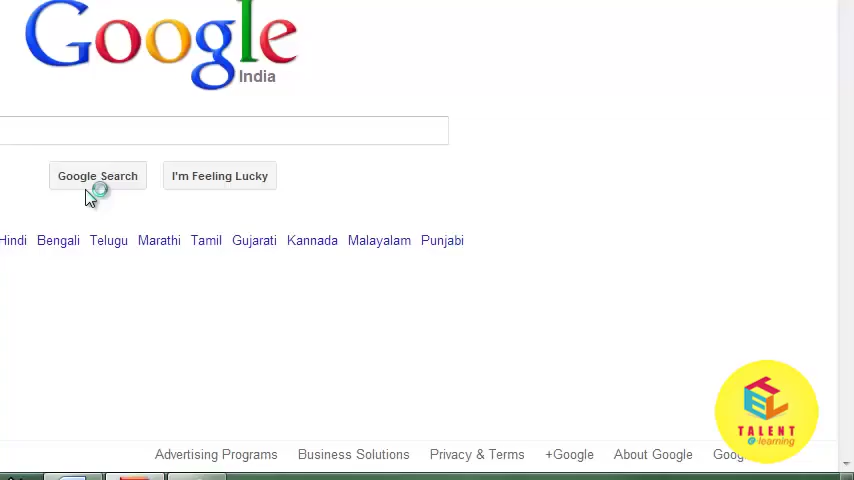 Google
India
Google Search I'm Feeling Lucky
Hindi Bengali Telugu Marathi Tamil Gujarati Kannada Malayalam Punjabi
TEL
TALENT
e learning
Advertising Programs Business Solutions Privacy & Terms +Google About Google